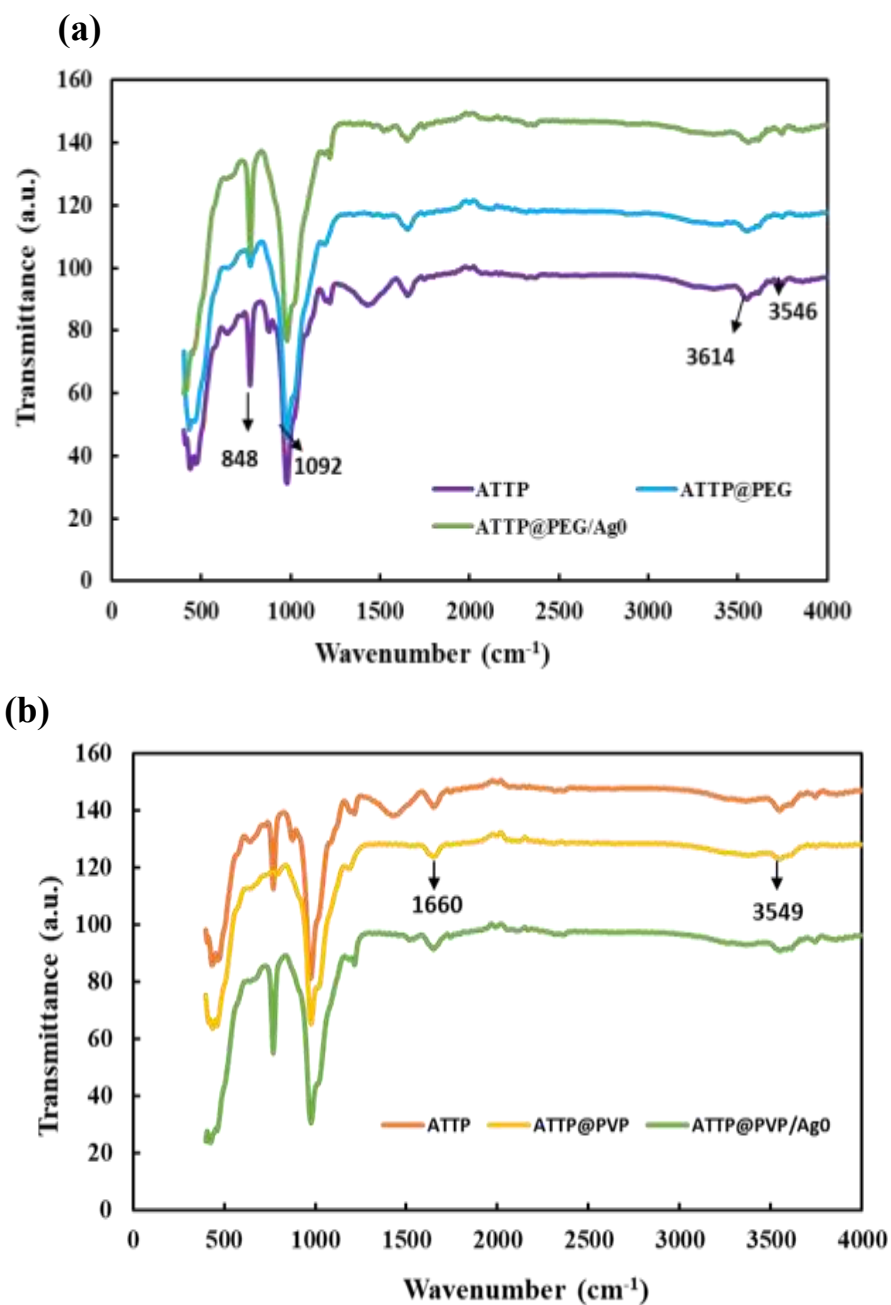 (a)
160
140
120
100
80
60
40
20
0
Transmittance (a.u.)
848
1092
3614
3546
ATTP
ATTP@PEG
ATTP@PEG/Ag0
0 500 1000 1500 2000 2500 3000 3500 4000
Wavenumber (cm-1)
(b)
160
140
120
100
80
60
40
20
0
Transmittance (a.u.)
1660
3549
ATTP ATTP@PVP ATTP@PVP/Ag0
500 1000 1500 2000 2500 3000 3500 4000
Wavenumber (cm-1)